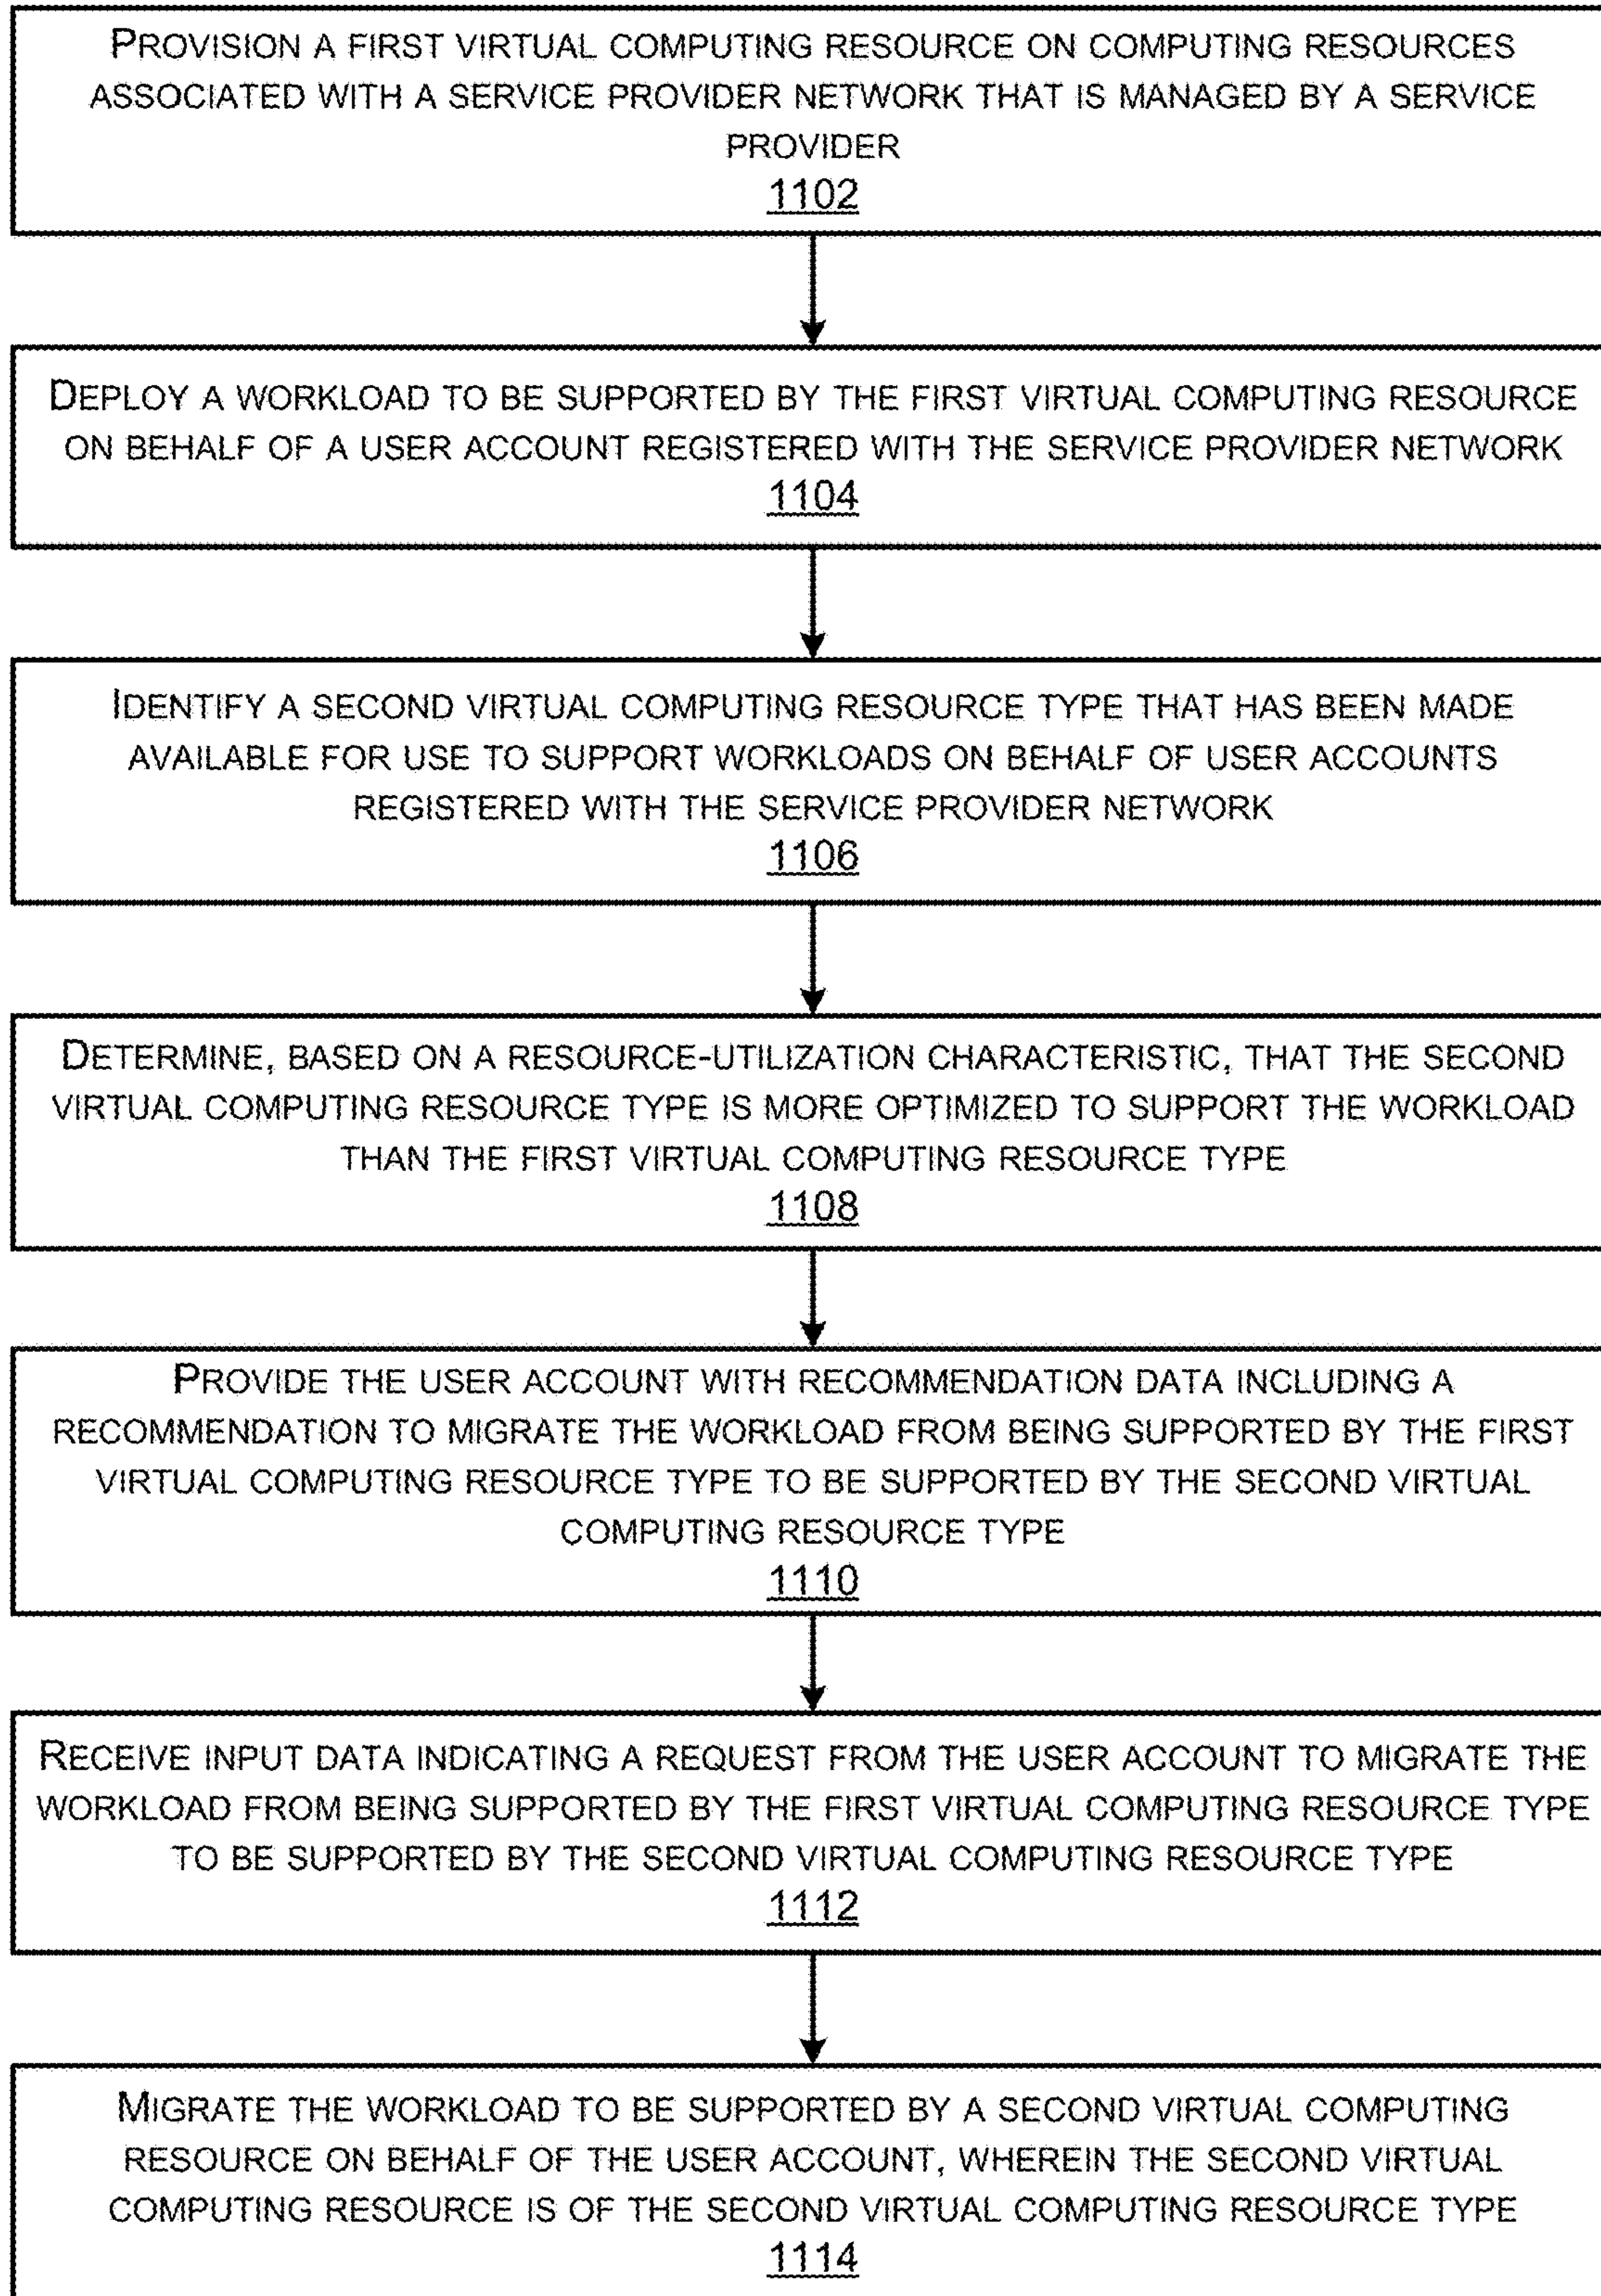 PROVISION A FIRST VIRTUAL COMPUTING RESOURCE ON COMPUTING RESOURCES
ASSOCIATED WITH A SERVICE PROVIDER NETWORK THAT IS MANAGED BY A SERVICE
PROVIDER
1102
DEPLOY A WORKLOAD TO BE SUPPORTED BY THE FIRST VIRTUAL COMPUTING RESOURCE
ON BEHALF OF A USER ACCOUNT REGISTERED WITH THE SERVICE PROVIDER NETWORK
1104
IDENTIFY A SECOND VIRTUAL COMPUTING RESOURCE TYPE THAT HAS BEEN MADE
AVAILABLE FOR USE TO SUPPORT WORKLOADS ON BEHALF OF USER ACCOUNTS
REGISTERED WITH THE SERVICE PROVIDER NETWORK
1106
DETERMINE, BASED ON A RESOURCE-UTILIZATION CHARACTERISTIC, THAT THE SECOND
VIRTUAL COMPUTING RESOURCE TYPE IS MORE OPTIMIZED TO SUPPORT THE WORKLOAD
THAN THE FIRST VIRTUAL COMPUTING RESOURCE TYPE
1108
PROVIDE THE USER ACCOUNT WITH RECOMMENDATION DATA INCLUDING A
RECOMMENDATION TO MIGRATE THE WORKLOAD FROM BEING SUPPORTED BY THE FIRST
VIRTUAL COMPUTING RESOURCE TYPE TO BE SUPPORTED BY THE SECOND VIRTUAL
COMPUTING RESOURCE TYPE
1110
RECEIVE INPUT DATA INDICATING A REQUEST FROM THE USER ACCOUNT TO MIGRATE THE
WORKLOAD FROM BEING SUPPORTED BY THE FIRST VIRTUAL COMPUTING RESOURCE TYPE
TO BE SUPPORTED BY THE SECOND VIRTUAL COMPUTING RESOURCE TYPE
1112
MIGRATE THE WORKLOAD TO BE SUPPORTED BY A SECOND VIRTUAL COMPUTING
RESOURCE ON BEHALF OF THE USER ACCOUNT, WHEREIN THE SECOND VIRTUAL
COMPUTING RESOURCE IS OF THE SECOND VIRTUAL COMPUTING RESOURCE TYPE
1114